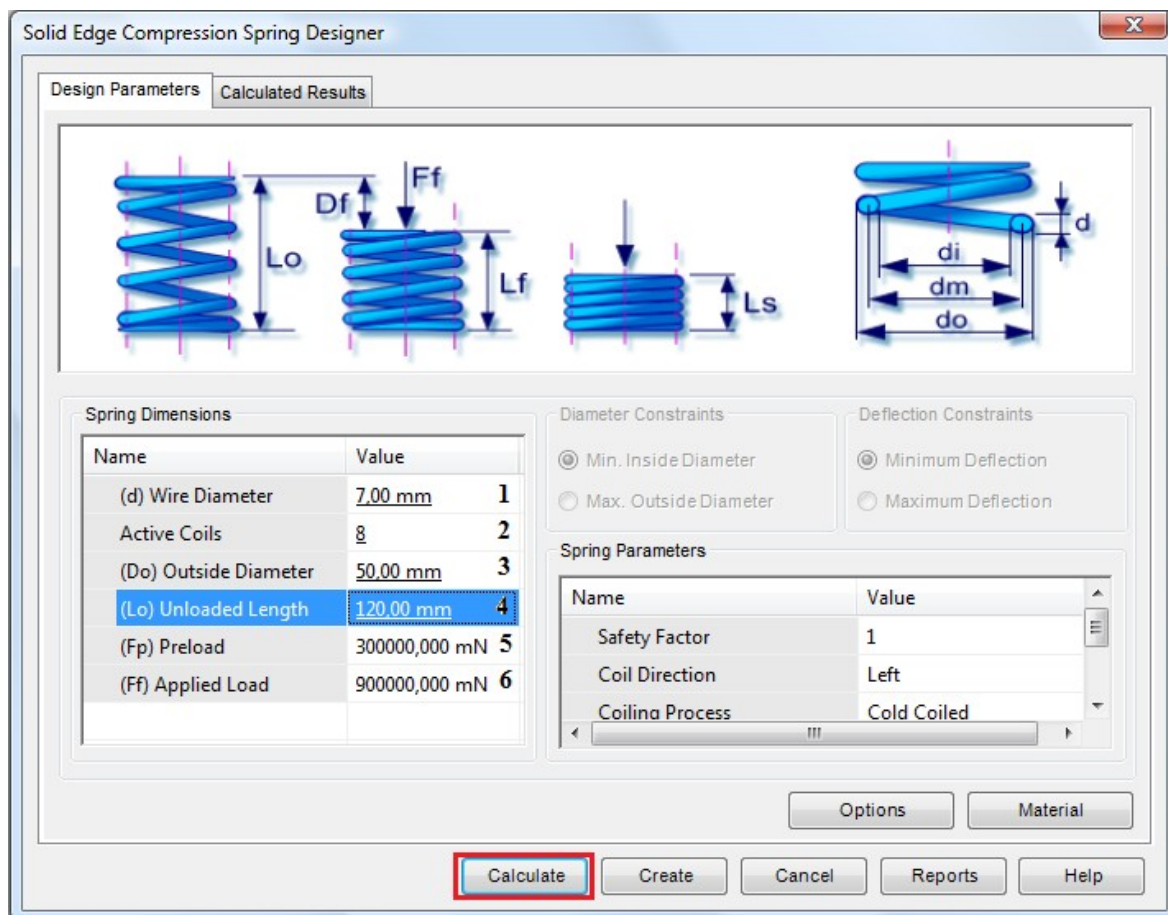 Solid Edge Compression Spring Designer
X
Design Parameters
Calculated Results
Ff
Df
Lo
Lf
Ls
d
di
dm
do
Spring Dimensions
Name Value
(d) Wire Diameter 7,00 mm 1
Active Coils 8 2
(Do) Outside Diameter 50,00 mm 3
(Lo) Unloaded Length 120,00 mm 4
(Fp) Preload 300000,000 mN 5
(Ff) Applied Load 900000,000 mN 6
Diameter Constraints
Min. Inside Diameter
Max. Outside Diameter
Deflection Constraints
Minimum Deflection
Maximum Deflection
Spring Parameters
Name Value
Safety Factor 1
Coil Direction Left
Coiling Process Cold Coiled
Options Material
Calculate Create Cancel Reports Help